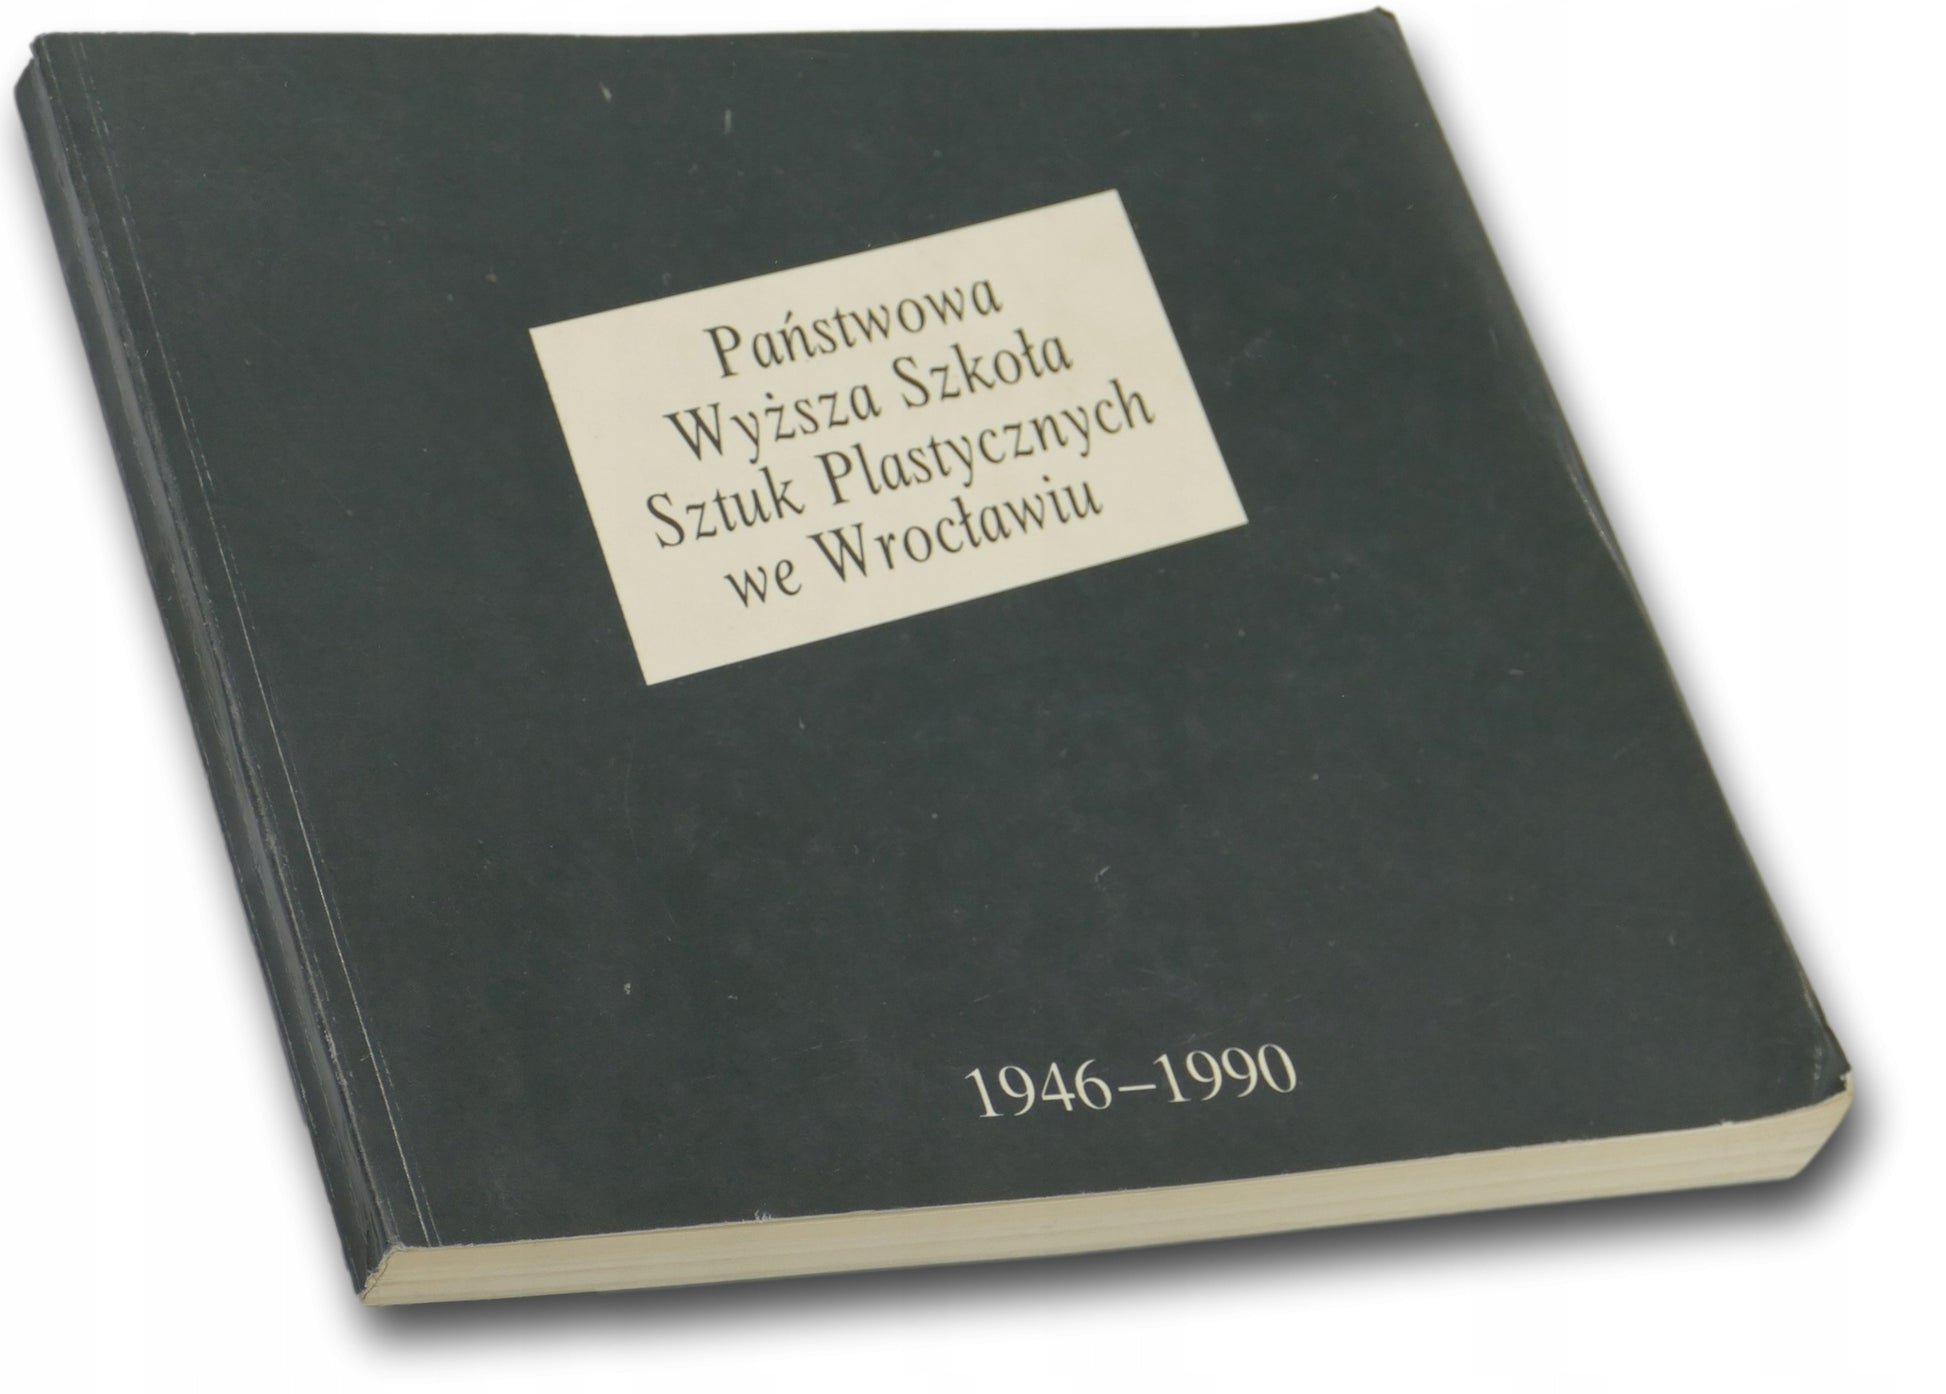 Państwowa
Wyższa Szkoła
Sztuk Plastycznych
we Wrocławiu
1946–1990